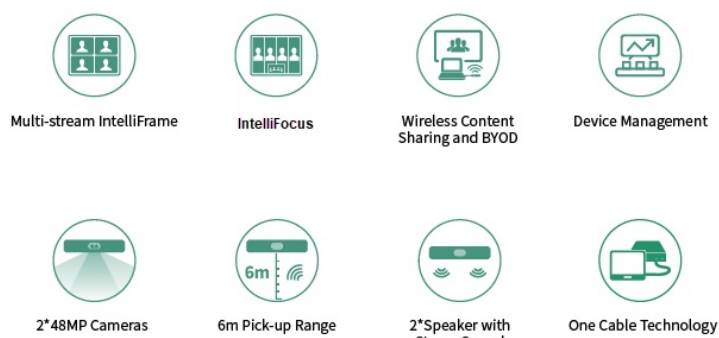 Multi-stream IntelliFrame
IntelliFocus
Wireless Content
Sharing and BYOD
Device Management
6m
2*48MP Cameras
6m Pick-up Range
2*Speaker with
One Cable Technology